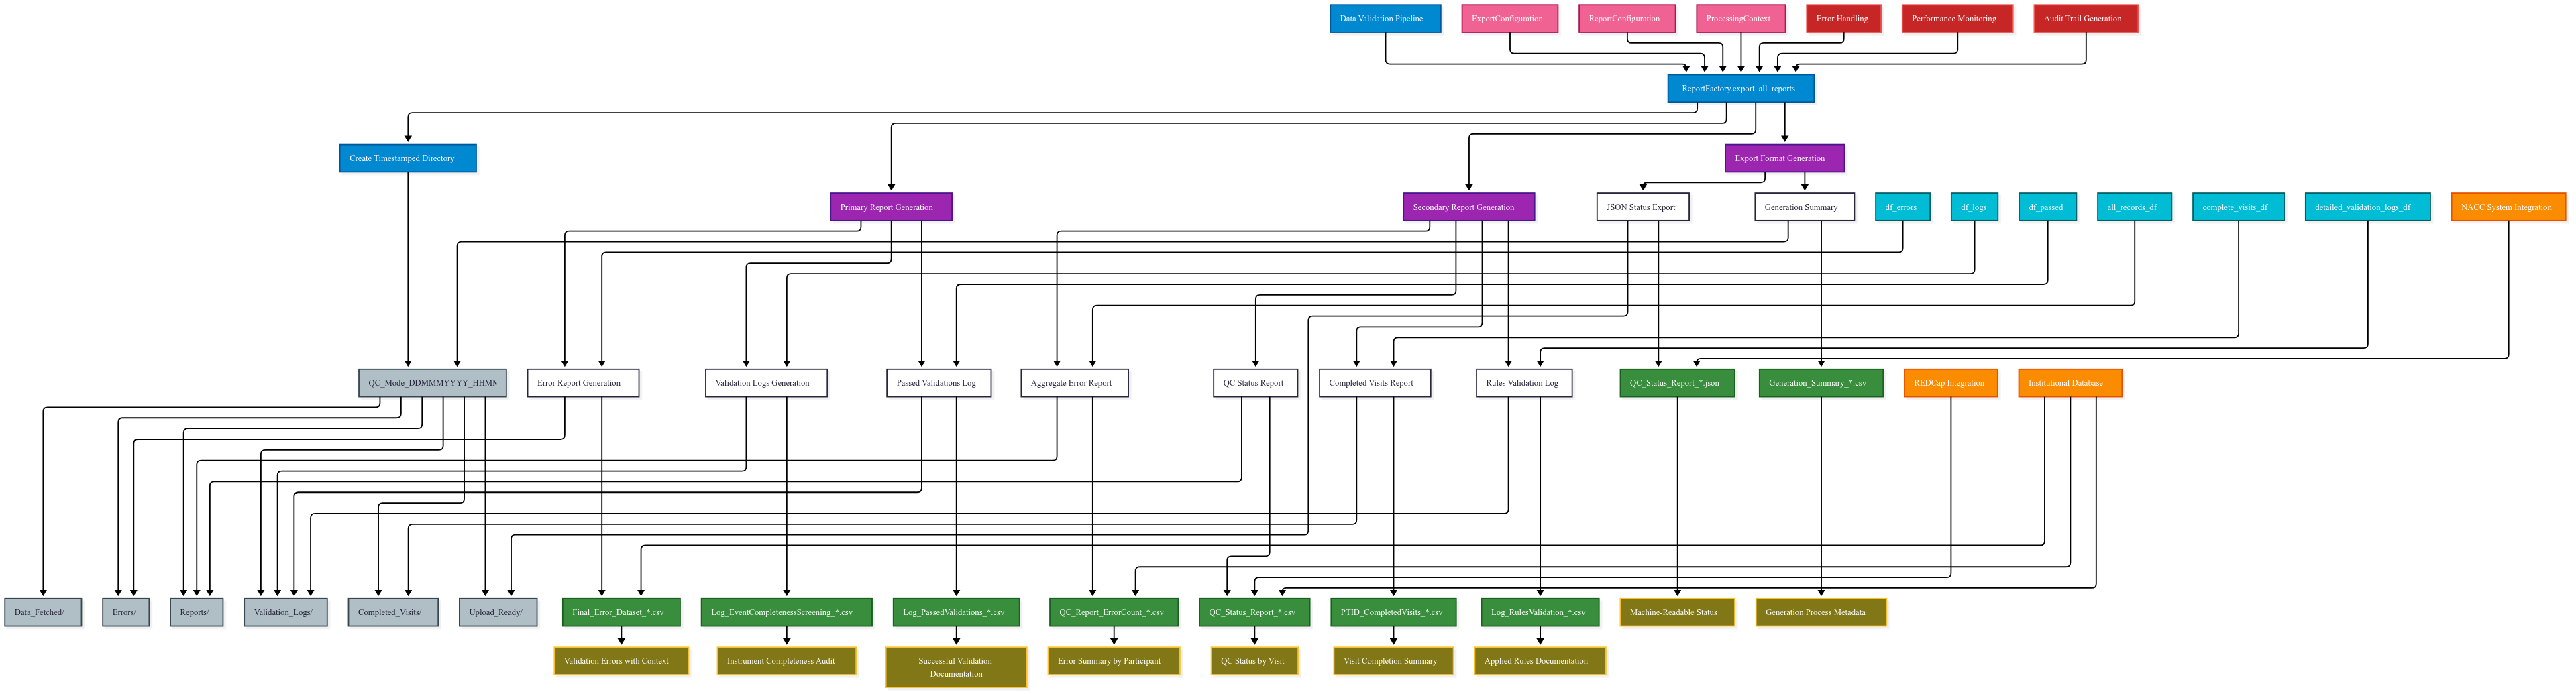 Data Validation Pipeline
ExportConfiguration
ReportConfiguration
ProcessingContext
Error Handling
Performance Monitoring
Audit Trail Generation
ReportFactory.export_all_reports
Create Timestamped Directory
Export Format Generation
Primary Report Generation
Secondary Report Generation
JSON Status Export
Generation Summary
df_errors
df_logs
df_passed
all_records_df
complete_visits_df
detailed_validation_logs_df
NACC System Integration
QC_Mode_DDMMMYYYY_HHMM
Error Report Generation
Validation Logs Generation
Passed Validations Log
Aggregate Error Report
QC Status Report
Completed Visits Report
Rules Validation Log
QC_Status_Report_*.json
Generation_Summary_*.csv
REDCap Integration
Institutional Database
Data_Fetched/
Errors/
Reports/
Validation_Logs/
Completed_Visits/
Upload_Ready/
Final_Error_Dataset_*.csv
Log_EventCompletenessScreening_*.csv
Log_PassedValidations_*.csv
QC_Report_ErrorCount_*.csv
QC_Status_Report_*.csv
PTID_CompletedVisits_*.csv
Log_RulesValidation_*.csv
Machine-Readable Status
Generation Process Metadata
Validation Errors with Context
Instrument Completeness Audit
Successful Validation
Documentation
Error Summary by Participant
QC Status by Visit
Visit Completion Summary
Applied Rules Documentation